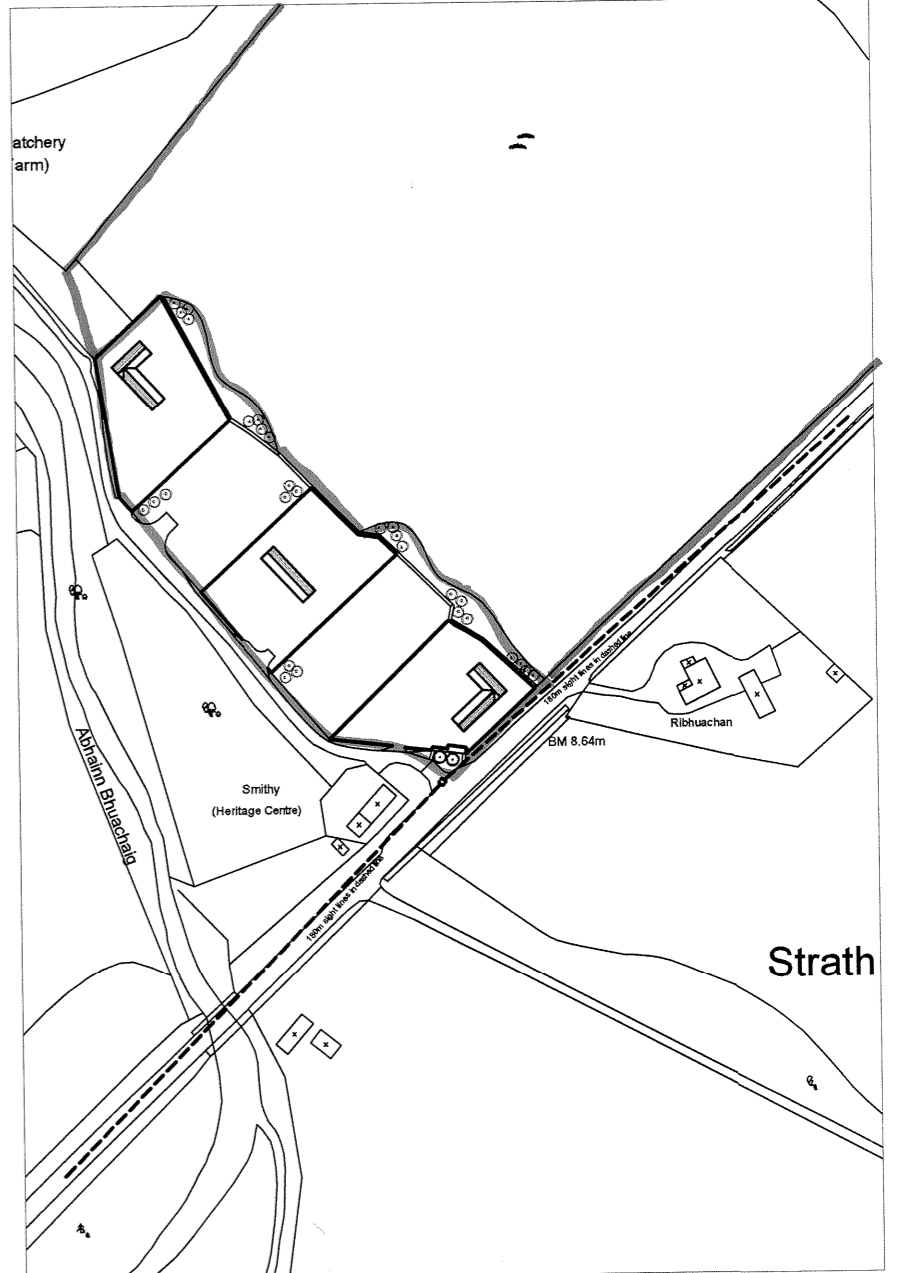 atchery
arm)
180m sight lines in dashed line
Ribhuachan
BM 8.64m
Abhainn Bhuachaig
Smithy
(Heritage Centre)
180m sight lines in dashed line
Strath